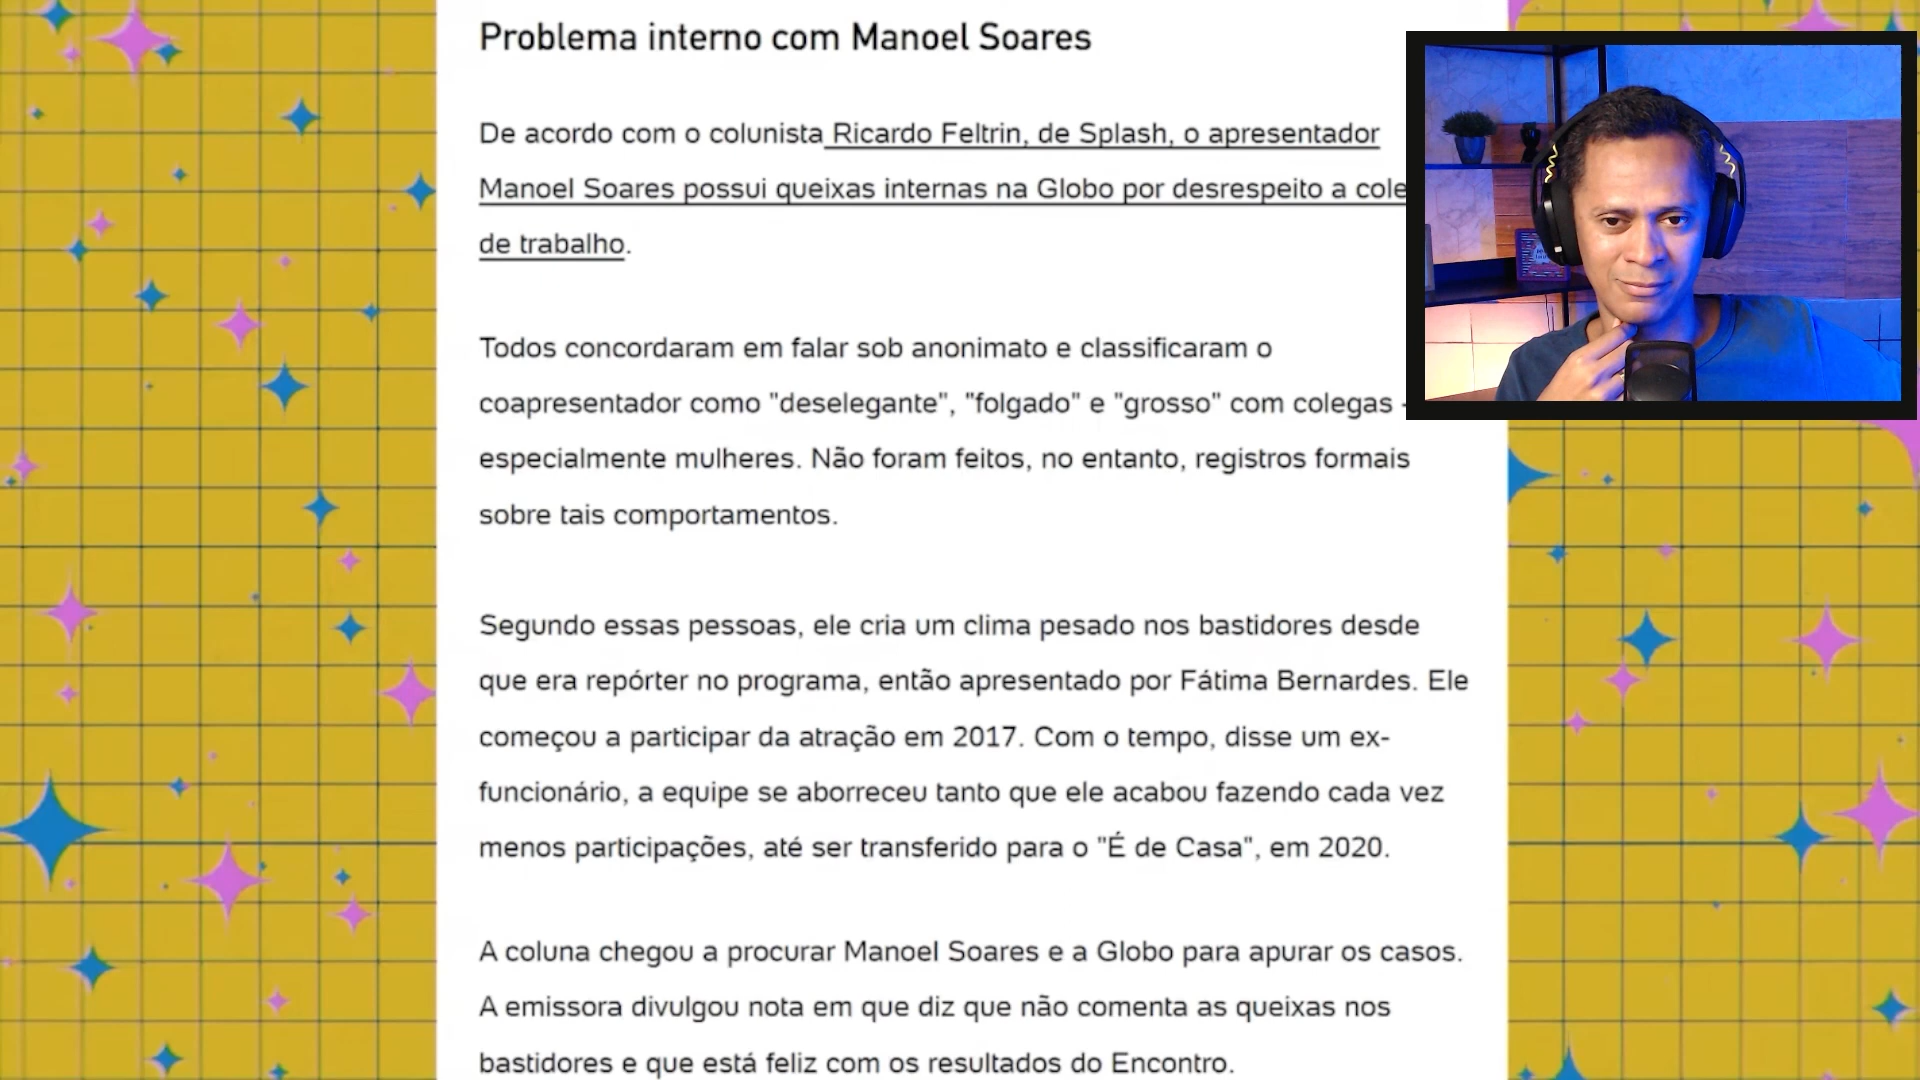 Problema interno com Manoel Soares
De acordo com o colunista Ricardo Feltrin, de Splash, o apresentador
Manoel Soares possui queixas internas na Globo por desrespeito a cole
de trabalho.
Todos concordaram em falar sob anonimato e classificaram o
coapresentador como "deselegante", "folgado" e "grosso" com colegas -
especialmente mulheres. Não foram feitos, no entanto, registros formais
sobre tais comportamentos.
Segundo essas pessoas, ele cria um clima pesado nos bastidores desde
que era repórter no programa, então apresentado por Fátima Bernardes. Ele
começou a participar da atração em 2017. Com o tempo, disse um ex-
funcionário, a equipe se aborreceu tanto que ele acabou fazendo cada vez
menos participações, até ser transferido para o "É de Casa", em 2020.
A coluna chegou a procurar Manoel Soares e a Globo para apurar os casos.
A emissora divulgou nota em que diz que não comenta as queixas nos
bastidores e que está feliz com os resultados do Encontro.